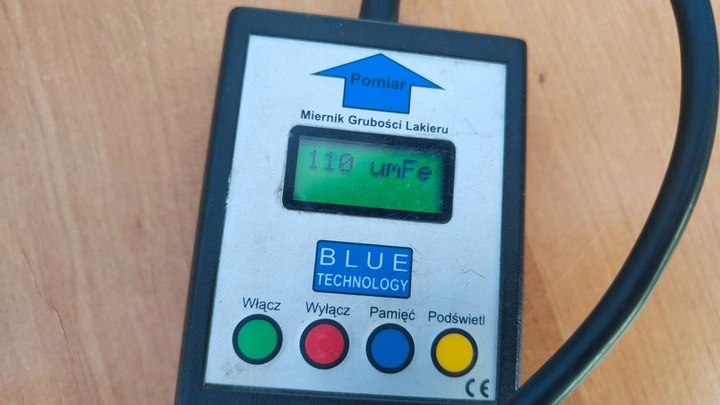 Pomiar
Miernik Grubości Lakieru
110 umFe
BLUE
TECHNOLOGY
Włącz Wyłącz Pamięć Podświetl
CE